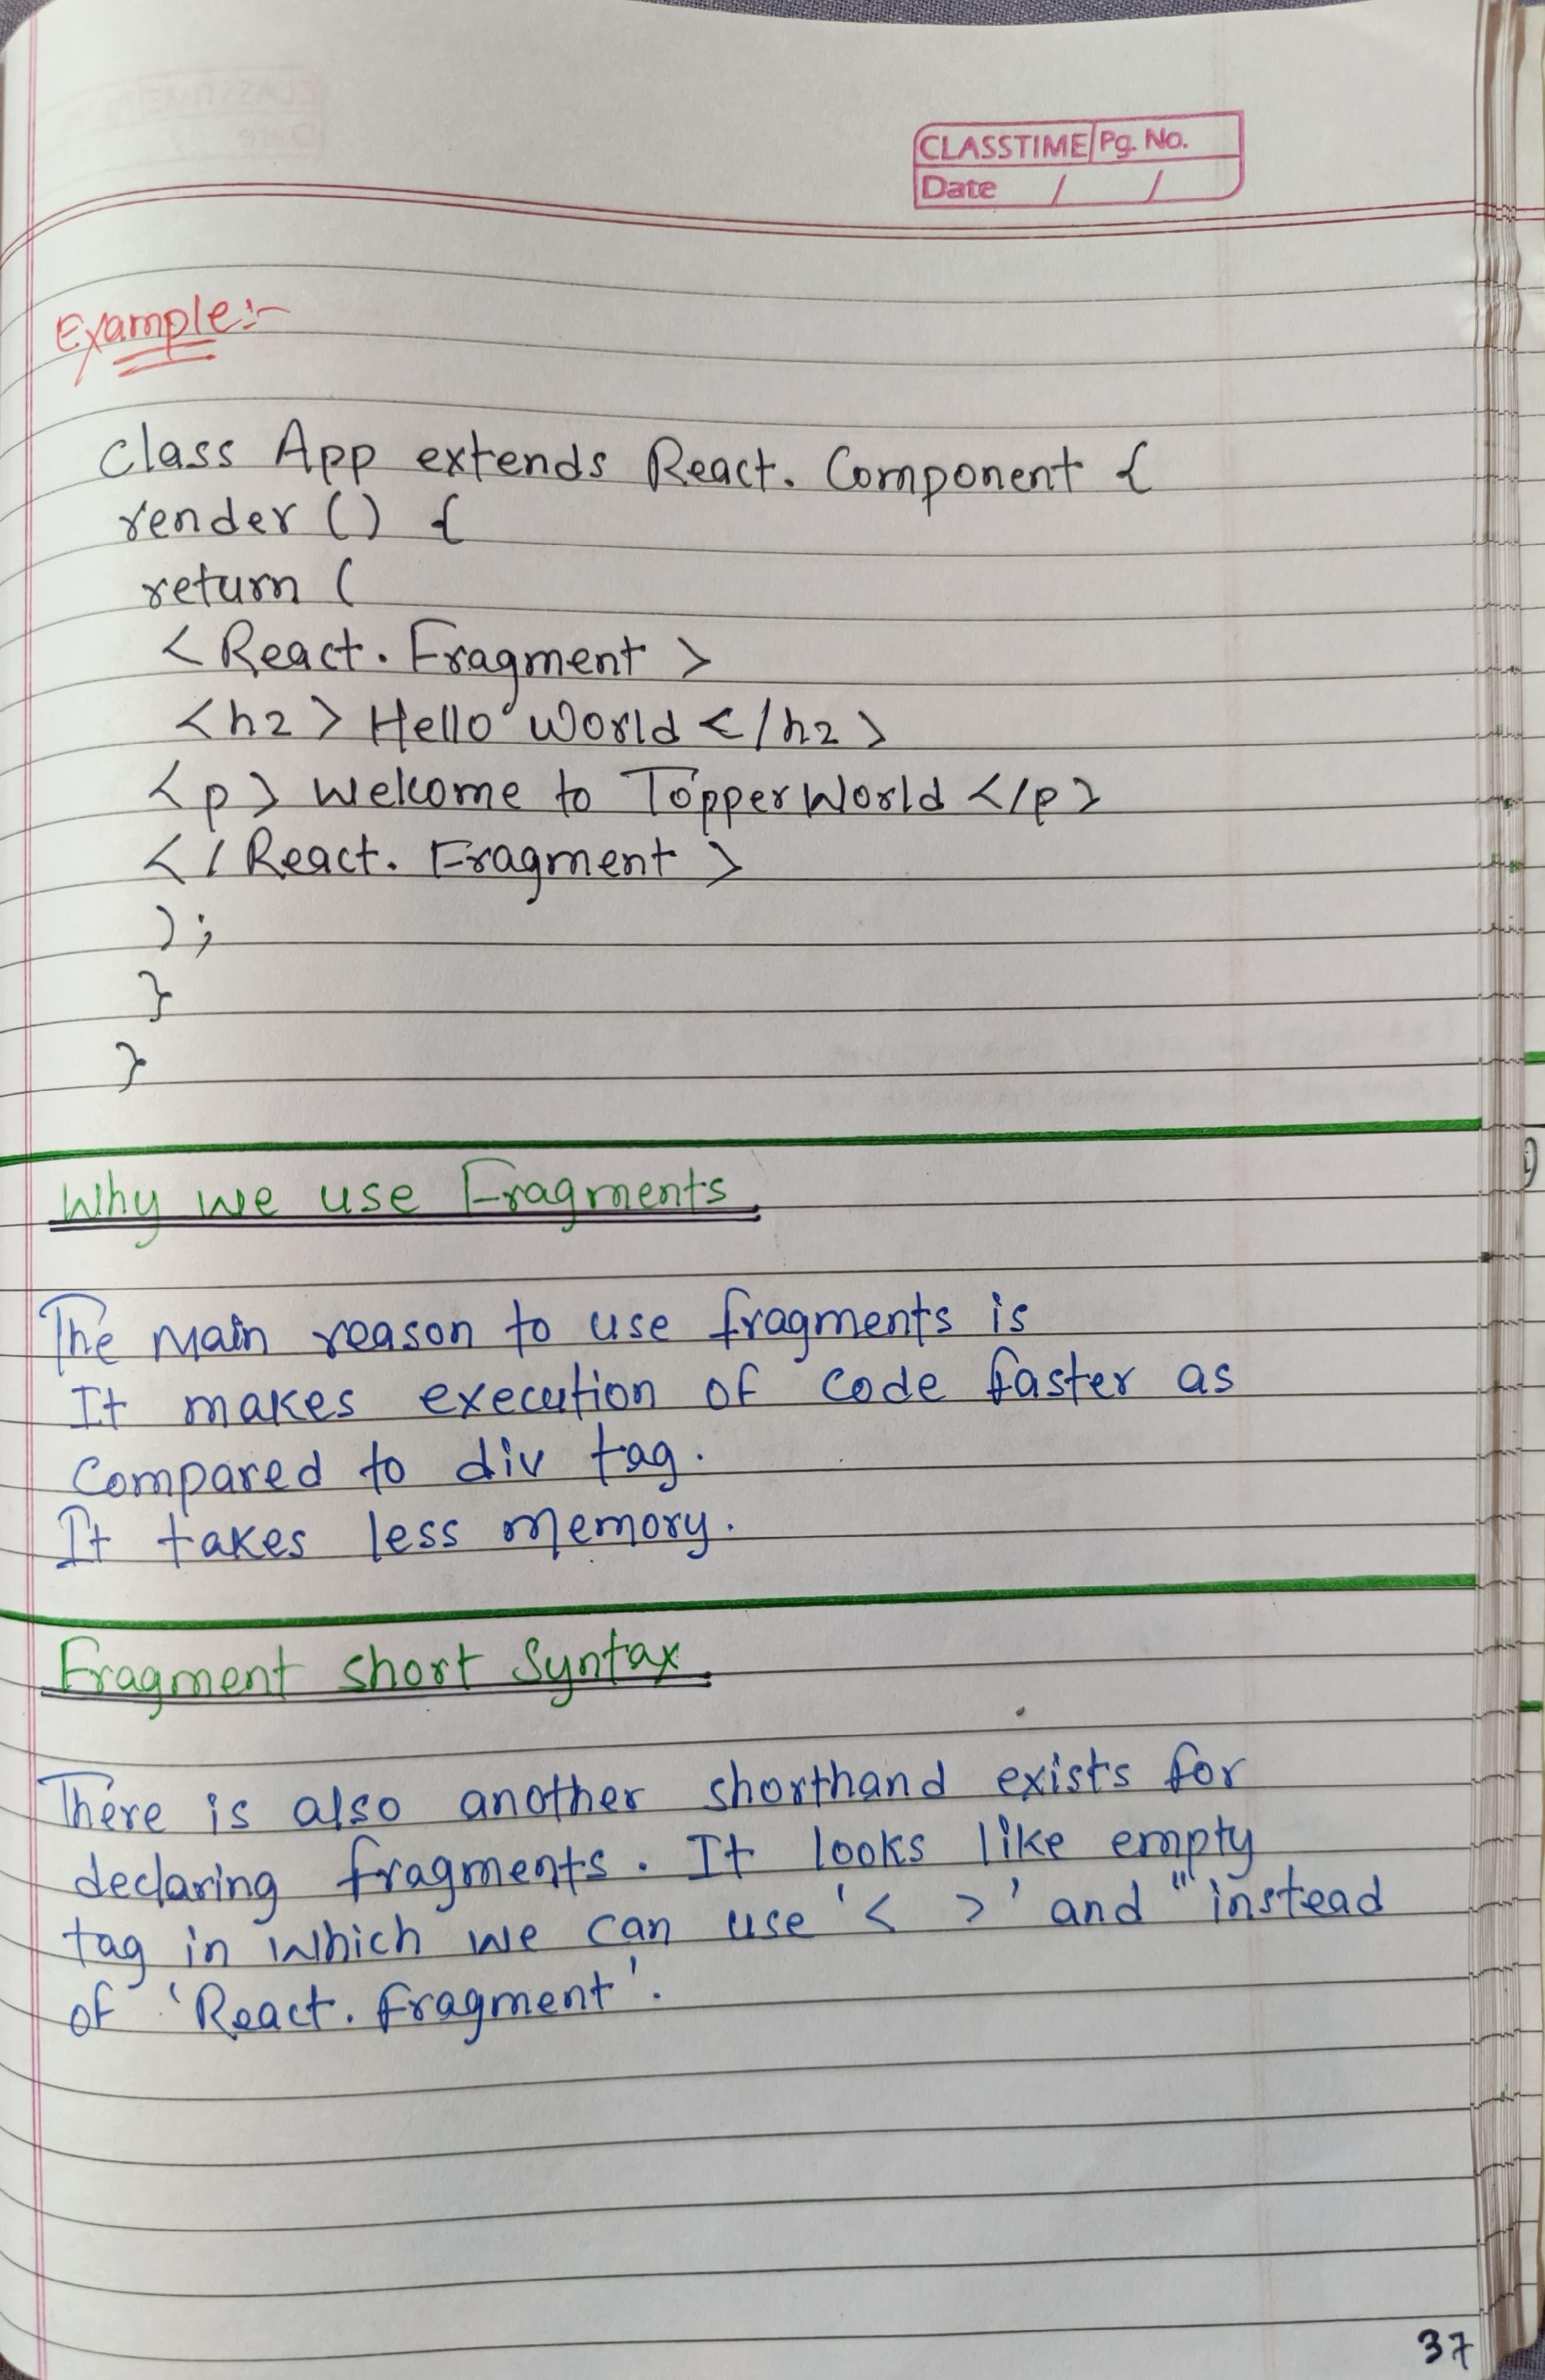 CLASSTIME Pg. No.
Date / /
Example:-
class App extends React. Component {
render () {
return (
< React. Fragment >
<h2> Hello World </h2>
<p> Welcome to TopperWorld </p>
</ React. Fragment >
);
}
}
Why we use Fragments
The main reason to use fragments is
It makes execution of code faster as
compared to div tag.
It takes less memory.
Fragment short Syntax
There is also another shorthand exists for
declaring fragments. It looks like empty
tag in which we can use '< >' and '''' instead
of 'React. fragment'.
37